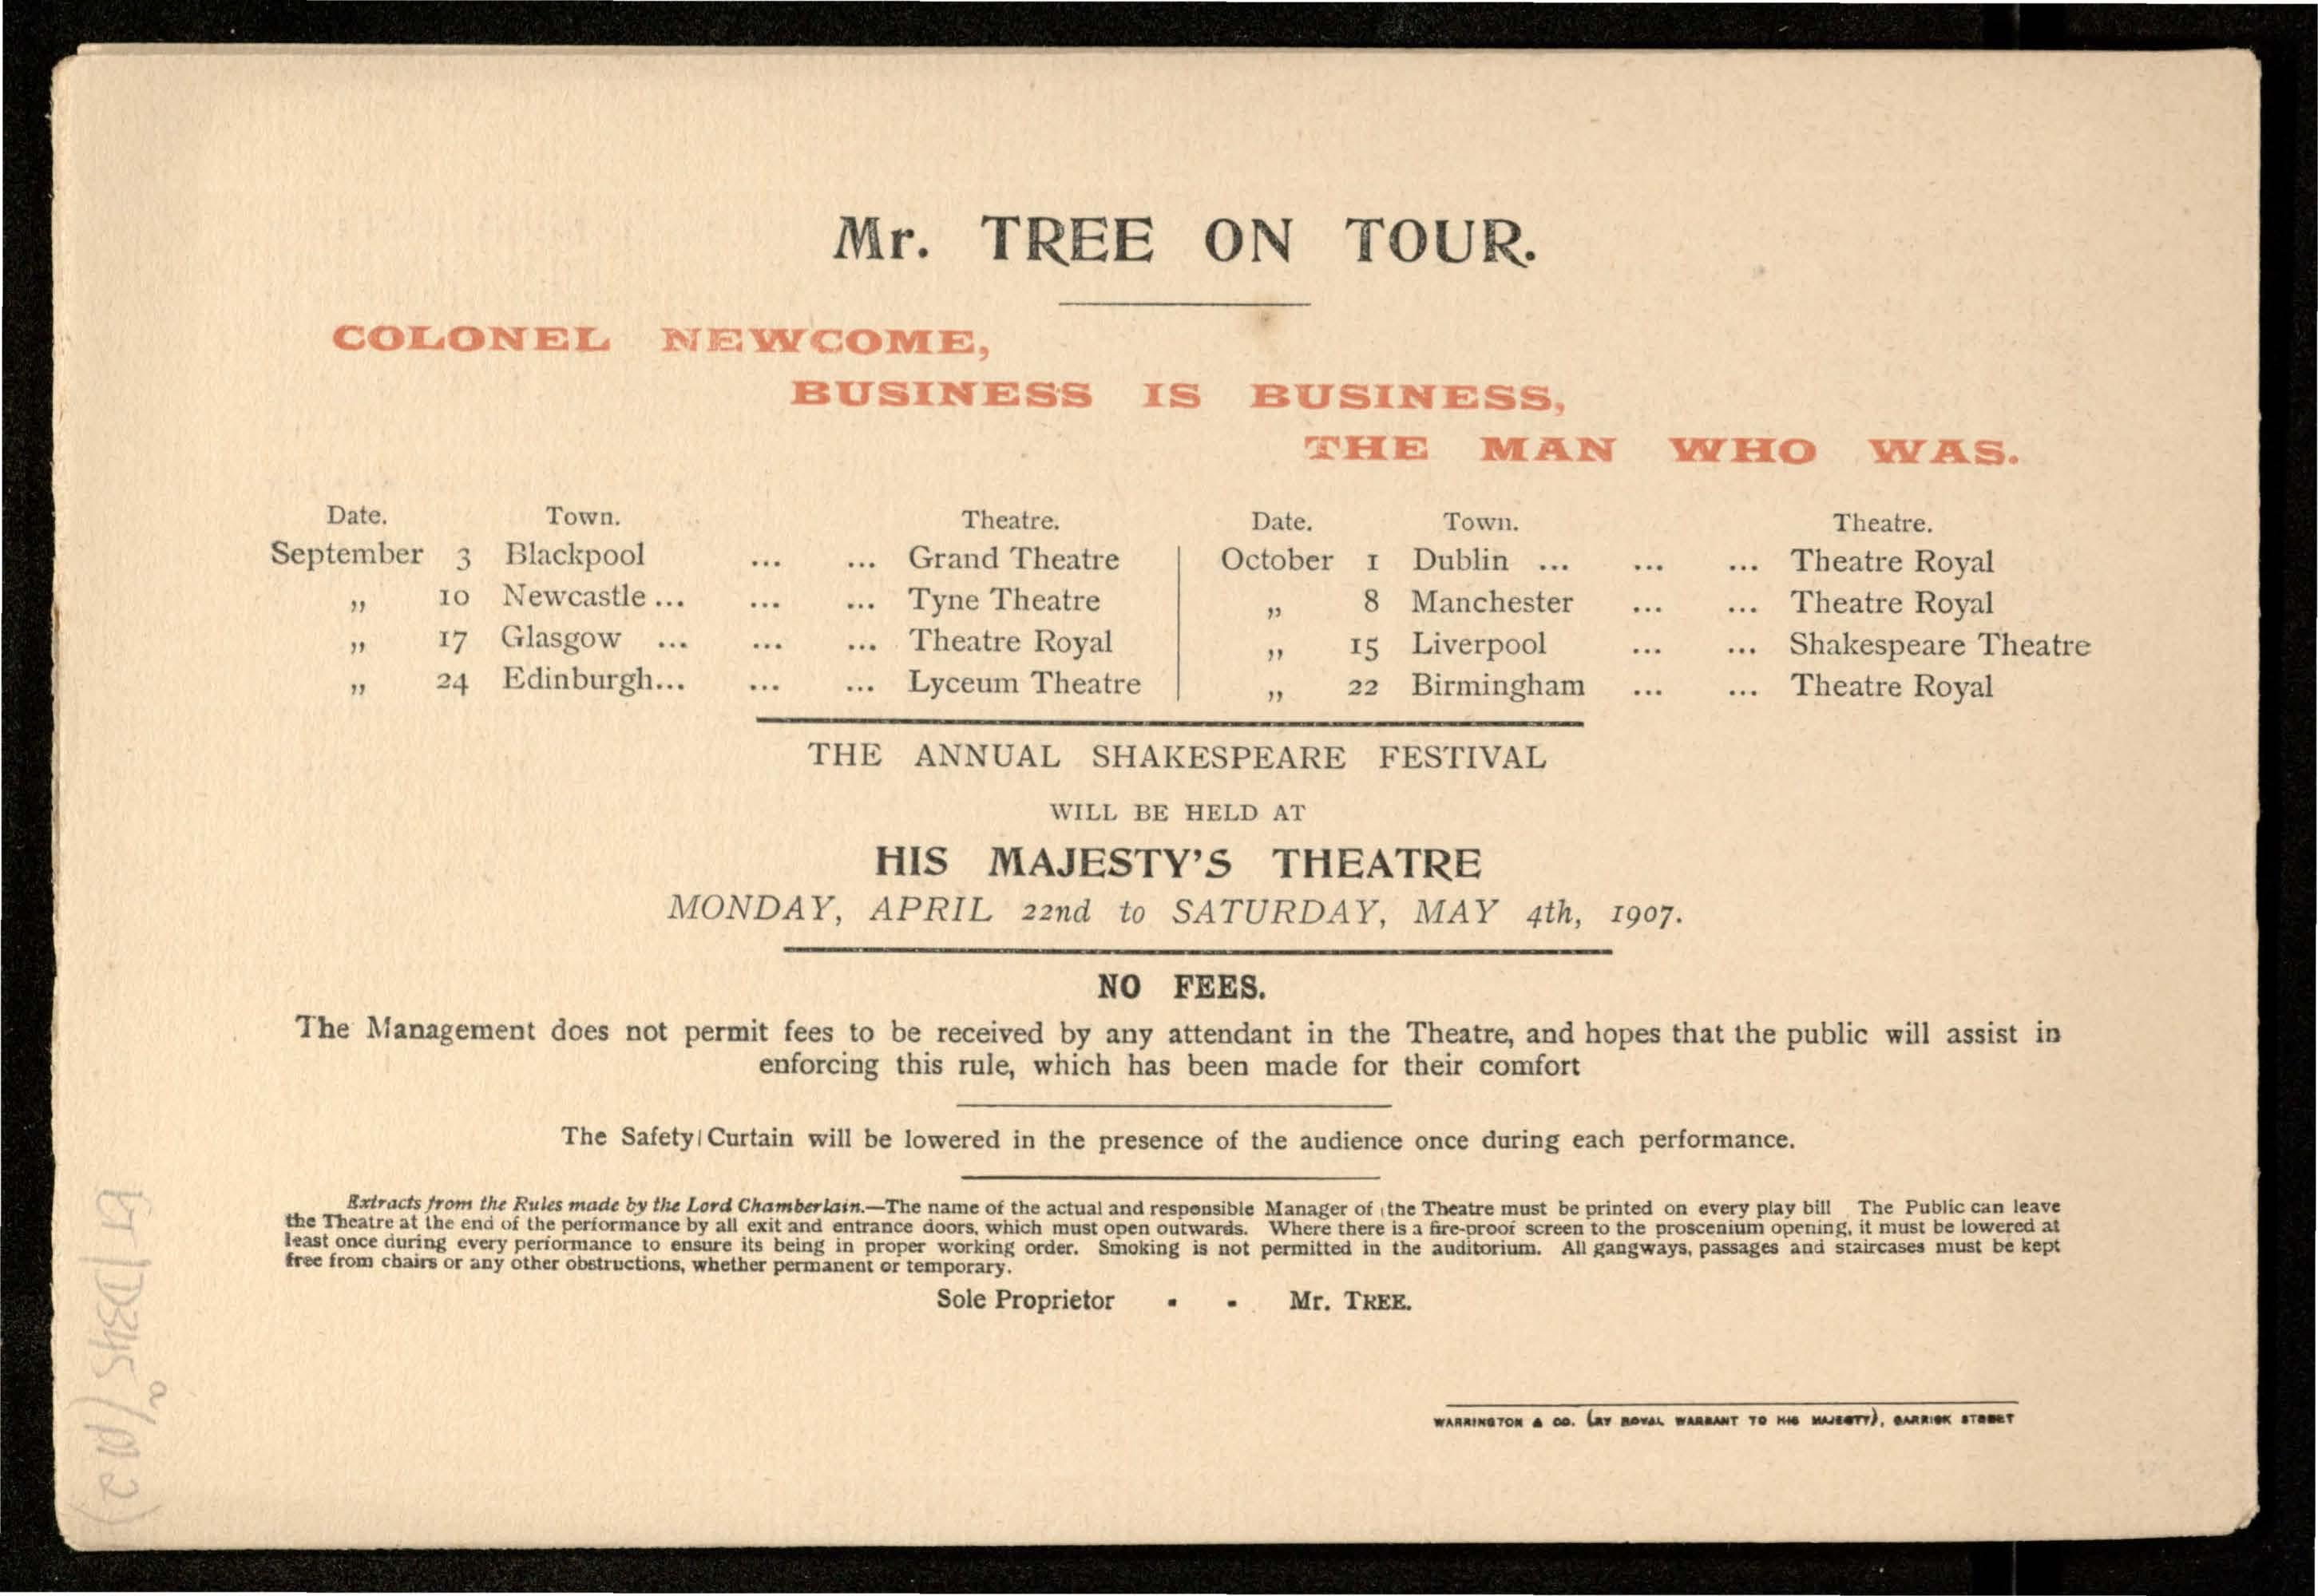 Mr. TREE ON TOUR.
COLONEL NEWCOME,
BUSINESS IS BUSINESS,
THE MAN WHO WAS.
Date. Town. Theatre. Date. Town. Theatre.
September 3 Blackpool ... ... Grand Theatre October 1 Dublin ... ... ... Theatre Royal
„ 10 Newcastle ... ... ... Tyne Theatre „ 8 Manchester ... ... Theatre Royal
„ 17 Glasgow ... ... ... Theatre Royal „ 15 Liverpool ... ... Shakespeare Theatre
„ 24 Edinburgh... ... ... Lyceum Theatre „ 22 Birmingham ... ... Theatre Royal
THE ANNUAL SHAKESPEARE FESTIVAL
WILL BE HELD AT
HIS MAJESTY'S THEATRE
MONDAY, APRIL 22nd to SATURDAY, MAY 4th, 1907.
NO FEES.
The Management does not permit fees to be received by any attendant in the Theatre, and hopes that the public will assist in
enforcing this rule, which has been made for their comfort
The Safety Curtain will be lowered in the presence of the audience once during each performance.
Extracts from the Rules made by the Lord Chamberlain.—The name of the actual and responsible Manager of the Theatre must be printed on every play bill The Public can leave
the Theatre at the end of the performance by all exit and entrance doors, which must open outwards. Where there is a fire-proof screen to the proscenium opening, it must be lowered at
least once during every performance to ensure its being in proper working order. Smoking is not permitted in the auditorium. All gangways, passages and staircases must be kept
free from chairs or any other obstructions, whether permanent or temporary.
Sole Proprietor - - Mr. TREE.
WARRINGTON & CO. (BY ROYAL WARRANT TO HIS MAJESTY), GARRICK STREET